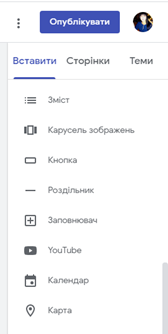 Опублікувати
Вставити Сторінки Теми
Зміст
Карусель зображень
Кнопка
Роздільник
Заповнювач
YouTube
Календар
Карта